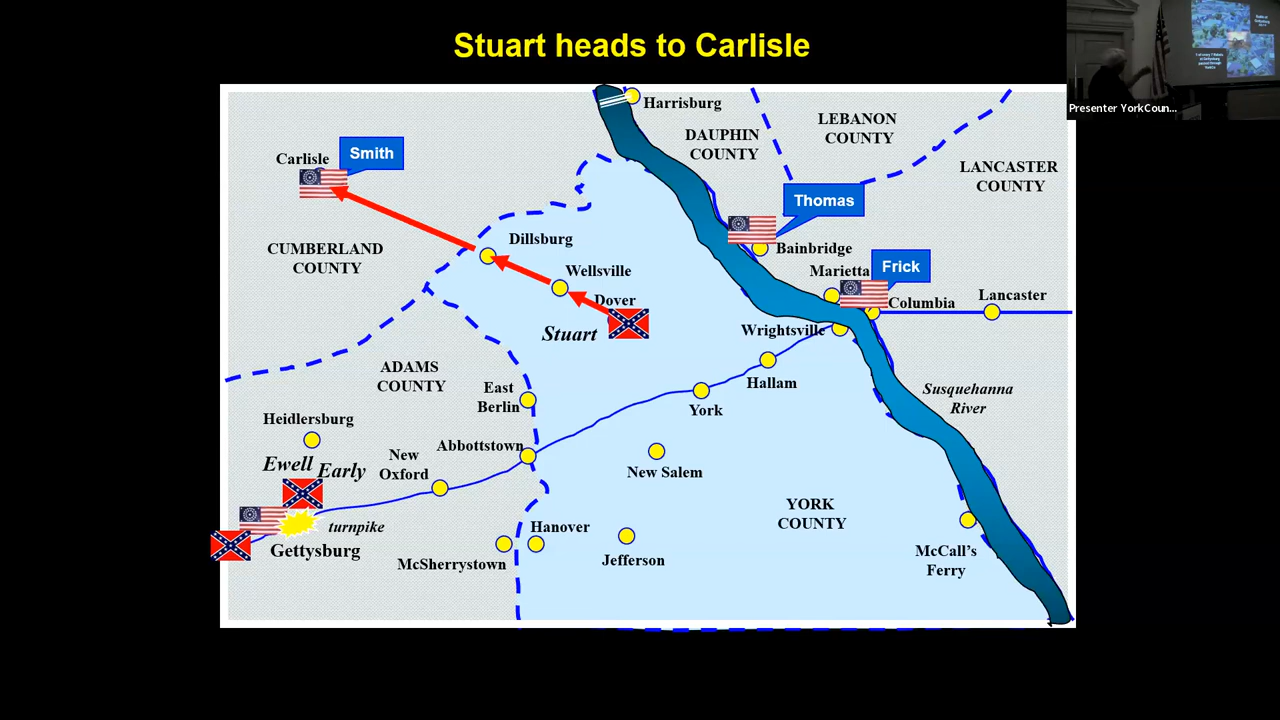 Stuart heads to Carlisle
Presenter YorkCoun...
Harrisburg
DAUPHIN
COUNTY
LEBANON
COUNTY
LANCASTER
COUNTY
Carlisle
Smith
Thomas
CUMBERLAND
COUNTY
Dillsburg
Bainbridge
Wellsville
Marietta
Frick
Dover
Columbia
Lancaster
Stuart
Wrightsville
ADAMS
COUNTY
East
Berlin
Hallam
Susquehanna
River
York
Heidlersburg
Abbottstown
New
Oxford
Ewell
Early
New Salem
YORK
COUNTY
turnpike
Hanover
Gettysburg
McSherrystown
Jefferson
McCall's
Ferry